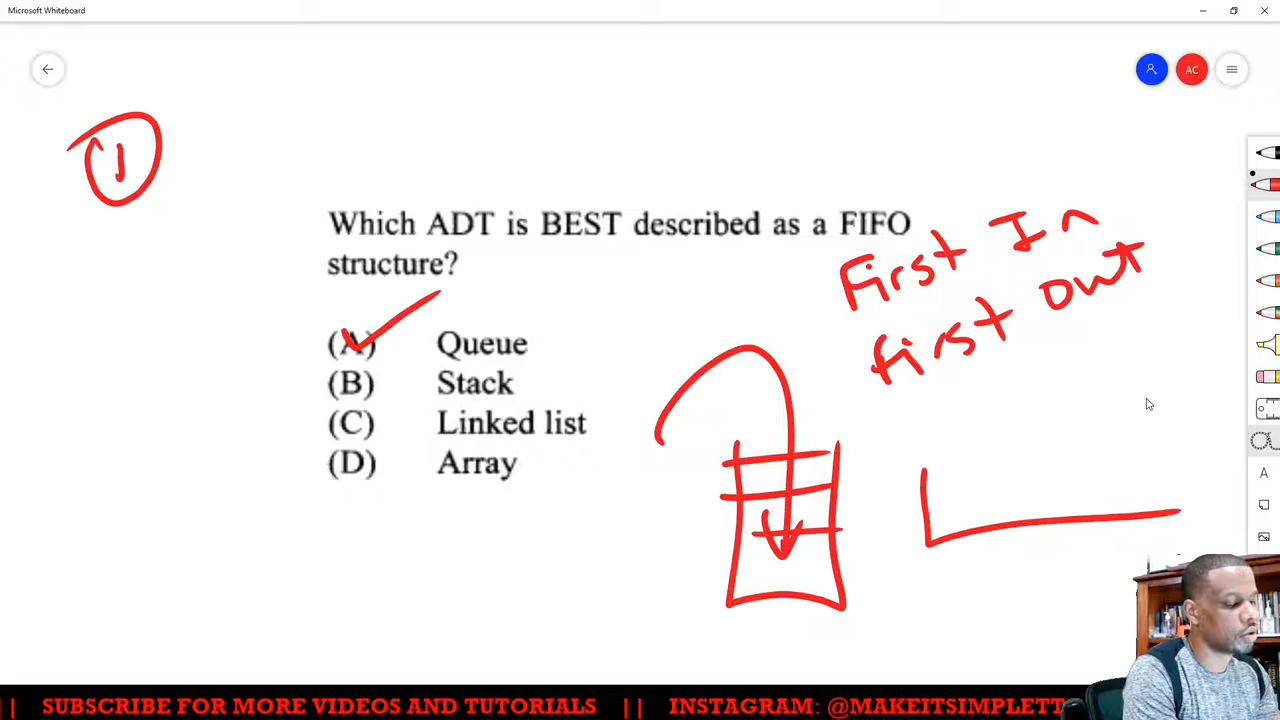 Microsoft Whiteboard
AC
1
Which ADT is BEST described as a FIFO
structure?
First In
first out
(A) Queue
(B) Stack
(C) Linked list
(D) Array
A
|| SUBSCRIBE FOR MORE VIDEOS AND TUTORIALS || INSTAGRAM: @MAKEITSIMPLETT